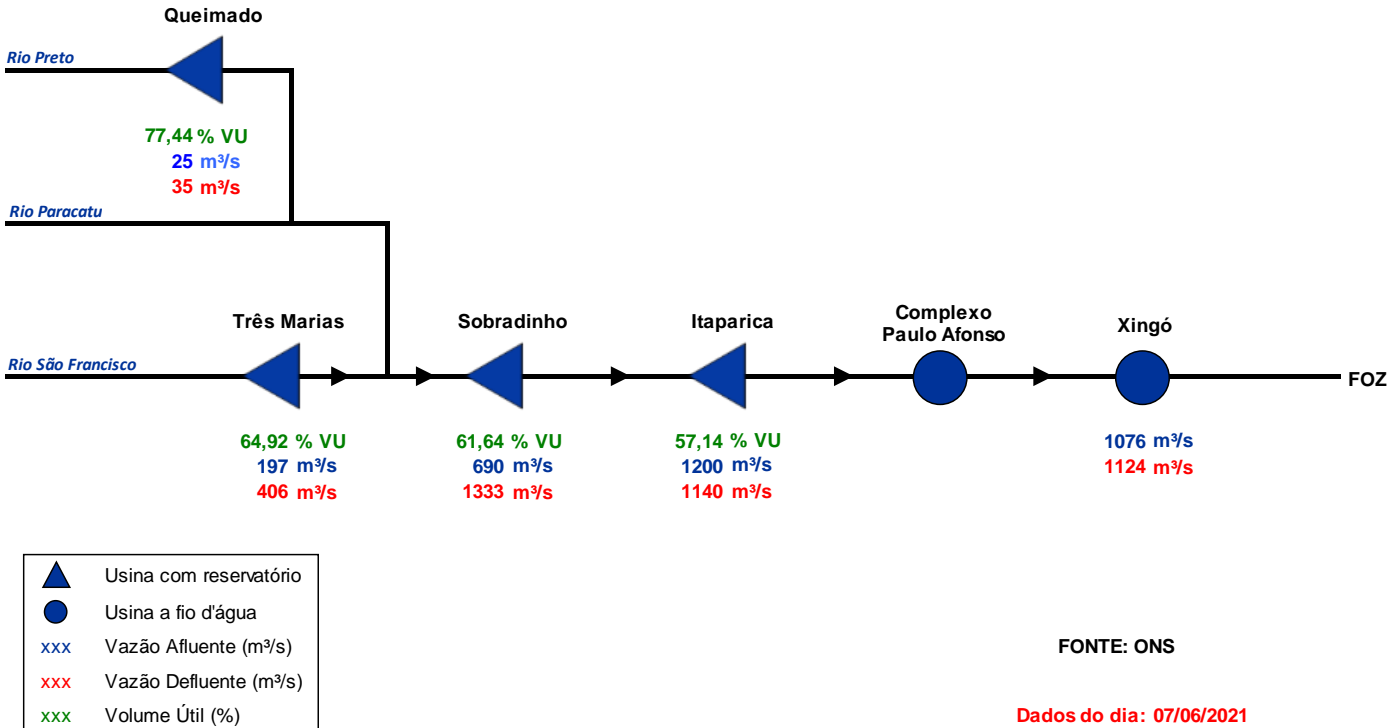 Queimado
Rio Preto
77,44 % VU
25 m³/s
35 m³/s
Rio Paracatu
Três Marias
Sobradinho
Itaparica
Complexo
Paulo Afonso
Xingó
Rio São Francisco
FOZ
64,92 % VU
197 m³/s
406 m³/s
61,64 % VU
690 m³/s
1333 m³/s
57,14 % VU
1200 m³/s
1140 m³/s
1076 m³/s
1124 m³/s
Usina com reservatório
Usina a fio d'água
xxx Vazão Afluente (m³/s)
xxx Vazão Defluente (m³/s)
xxx Volume Útil (%)
FONTE: ONS
Dados do dia: 07/06/2021